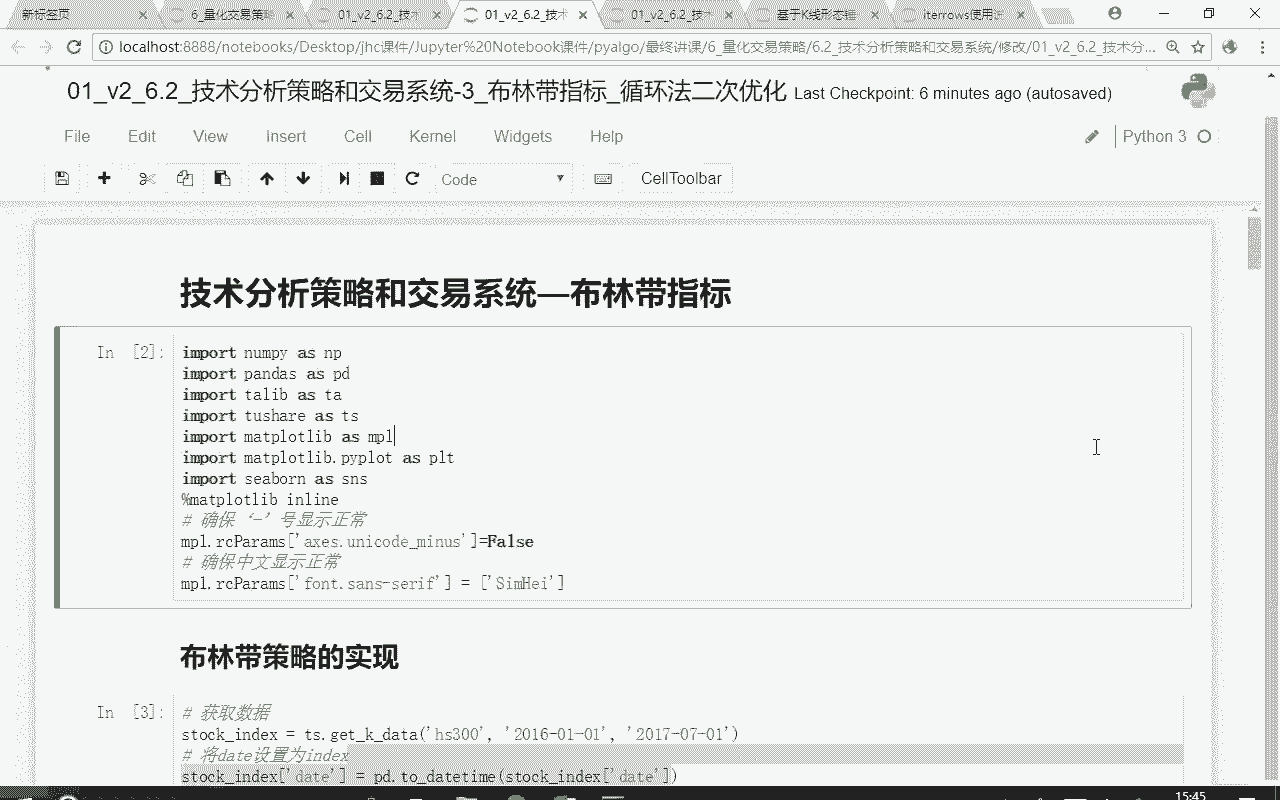 新标签页
6_量化交易策略
01_v2_6.2_技术
01_v2_6.2_技术
01_v2_6.2_技术
基于K线形态
iterrows使用
localhost:8888/notebooks/Desktop/jhc课件/Jupyter%20Notebook课件/pyalgo/最终讲课/6_量化交易策略/6.2_技术分析策略和交易系统/修改/01_v2_6.2_技术分...
01_v2_6.2_技术分析策略和交易系统-3_布林带指标_循环法二次优化 Last Checkpoint: 6 minutes ago (autosaved)
File Edit View Insert Cell Kernel Widgets Help
Python 3
Code
CellToolbar
技术分析策略和交易系统—布林带指标
In [2]:
import numpy as np
import pandas as pd
import talib as ta
import tushare as ts
import matplotlib as mpl
import matplotlib.pyplot as plt
import seaborn as sns
%matplotlib inline
# 确保‘-’号显示正常
mpl.rcParams['axes.unicode_minus']=False
# 确保中文显示正常
mpl.rcParams['font.sans-serif'] = ['SimHei']
布林带策略的实现
In [3]:
# 获取数据
stock_index = ts.get_k_data('hs300', '2016-01-01', '2017-07-01')
# 将date设置为index
stock_index['date'] = pd.to_datetime(stock_index['date'])
15:45